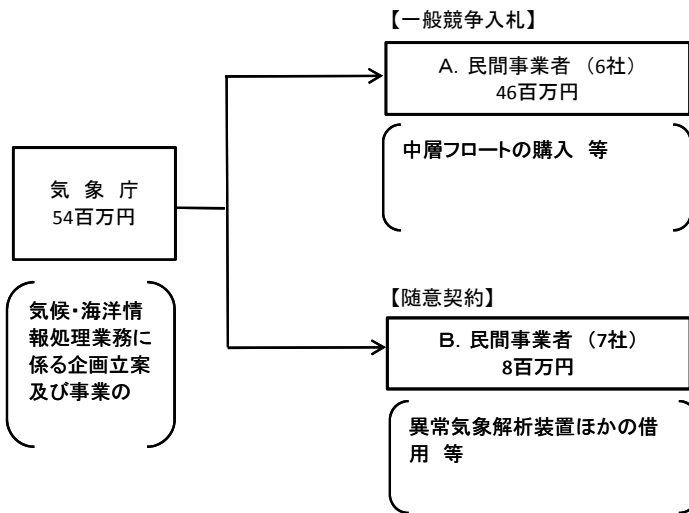 【一般競争入札】
A. 民間事業者 （6社）
46百万円
中層フロートの購入 等
気 象 庁
54百万円
気候・海洋情
報処理業務に
係る企画立案
及び事業の
【随意契約】
B. 民間事業者 （7社）
8百万円
異常気象解析装置ほかの借
用 等